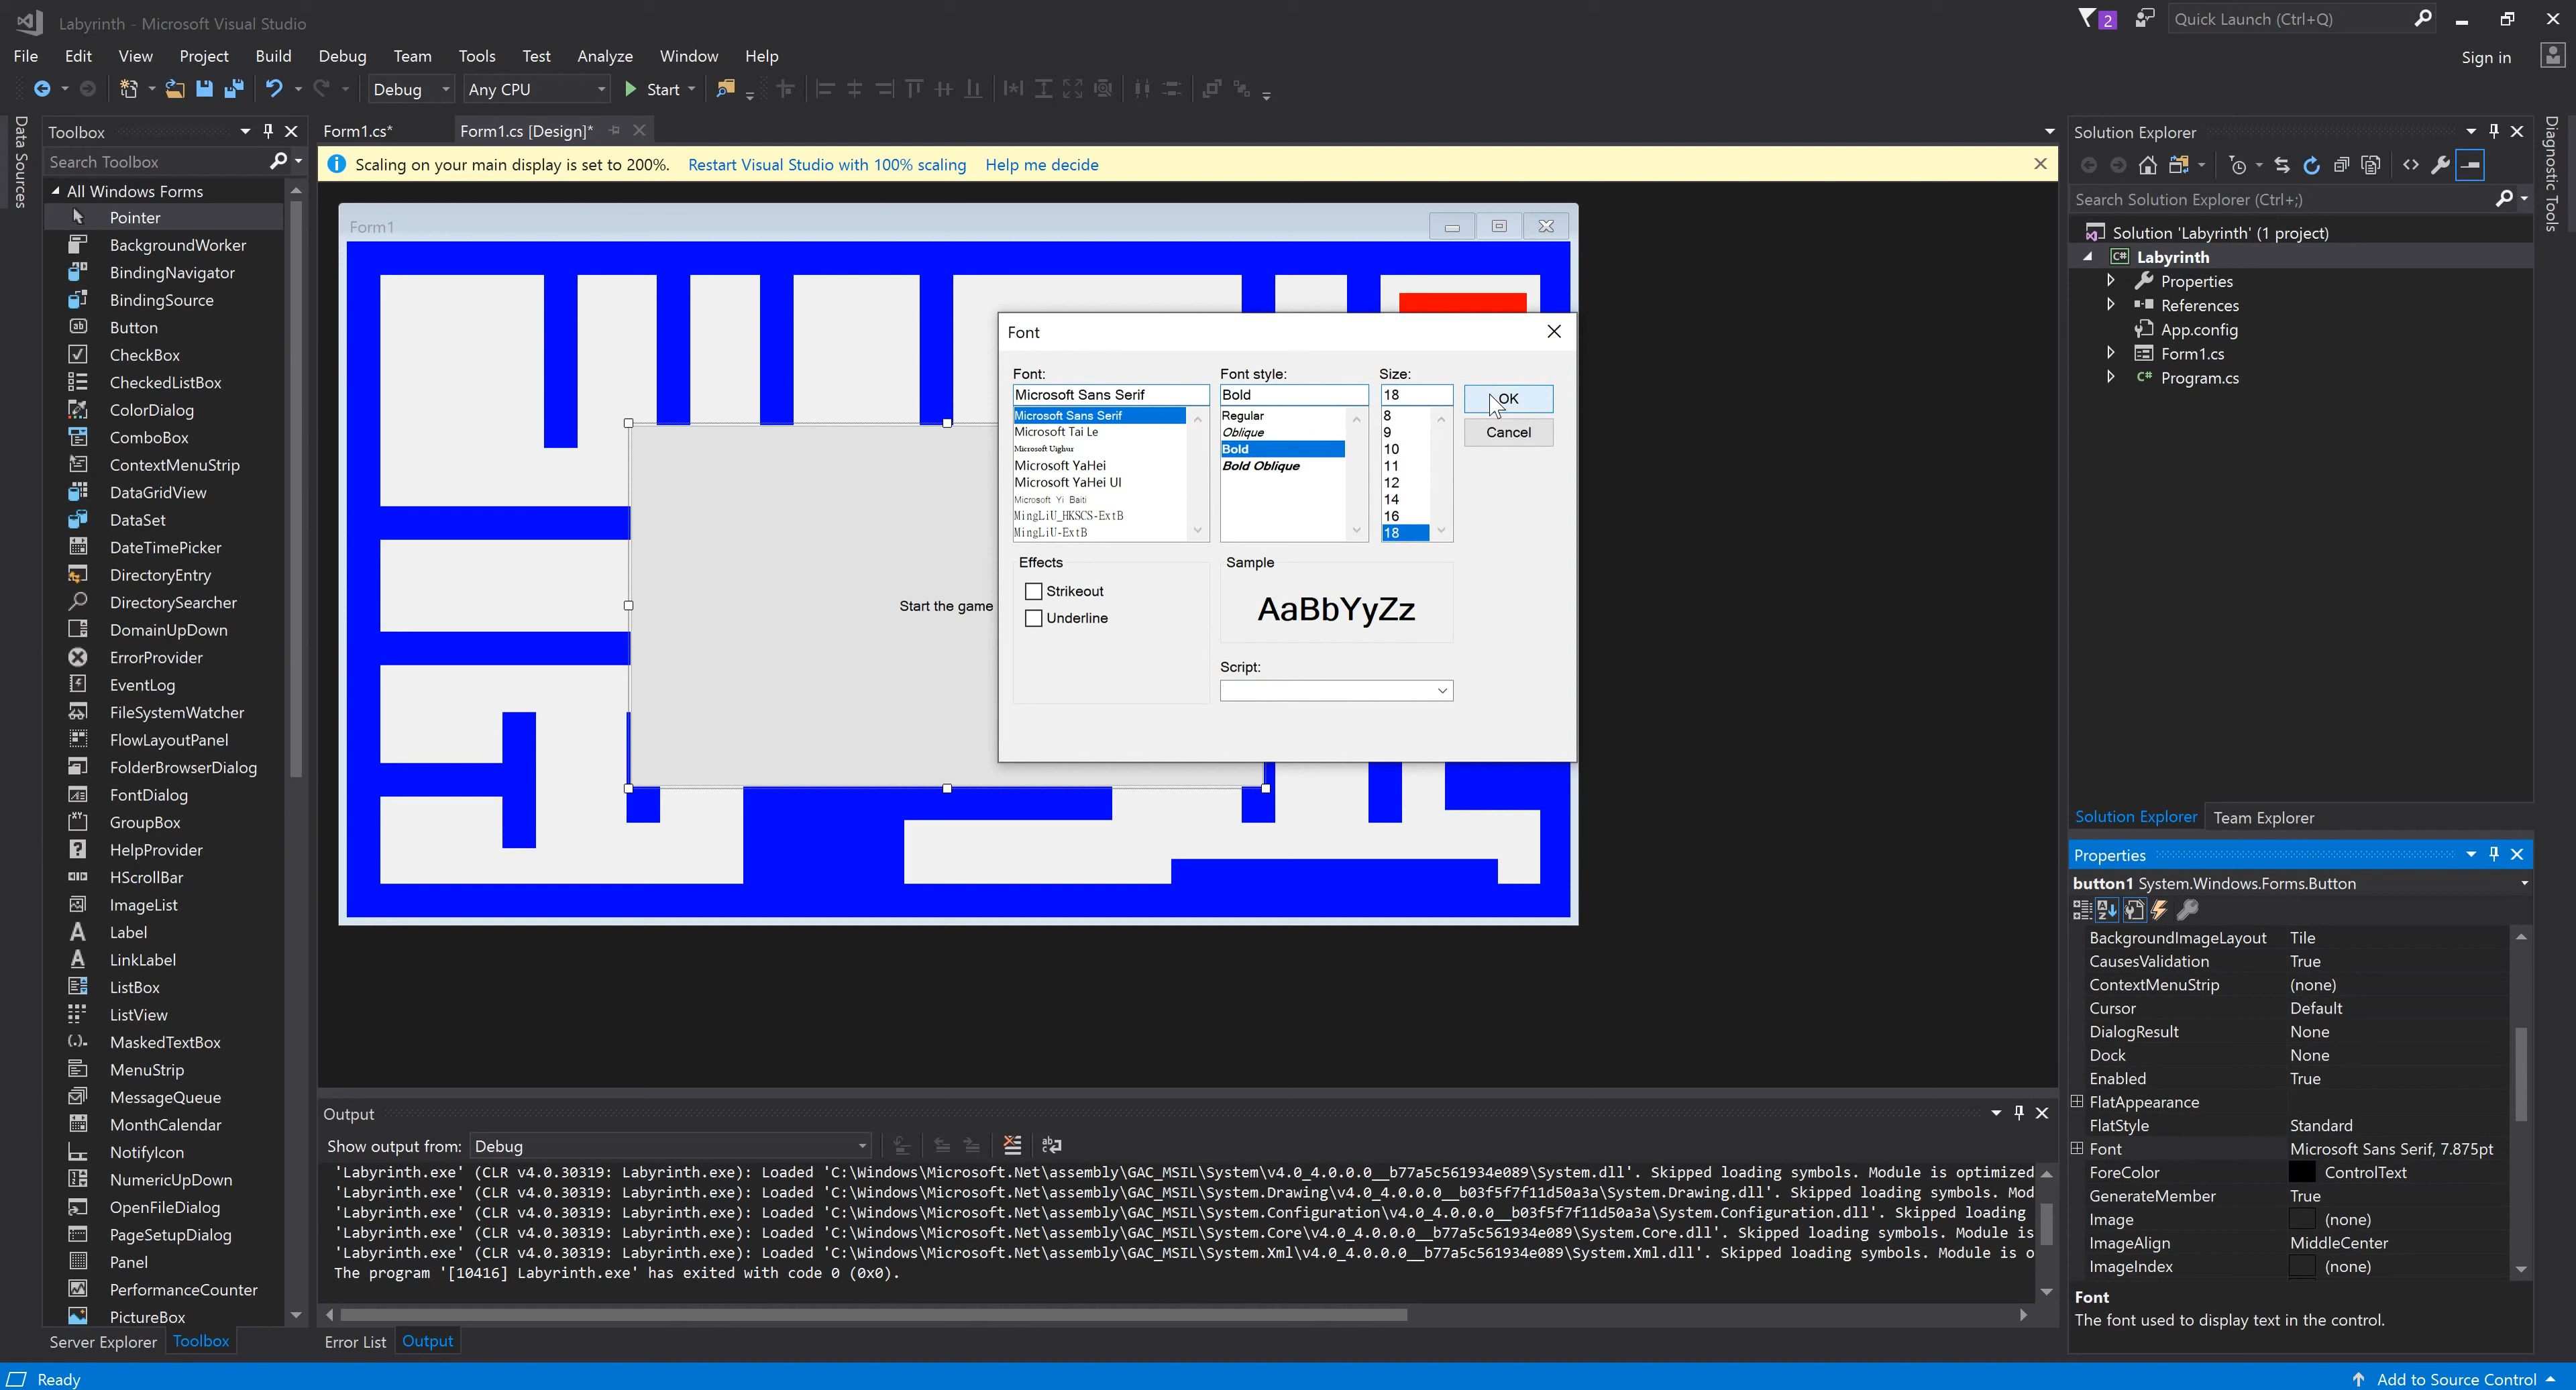 Labyrinth - Microsoft Visual Studio
2
Quick Launch (Ctrl+Q)
File Edit View Project Build Debug Team Tools Test Analyze Window Help
Sign in
Debug Any CPU Start
Data Sources
Toolbox
Search Toolbox
All Windows Forms
Pointer
BackgroundWorker
BindingNavigator
BindingSource
Button
CheckBox
CheckedListBox
ColorDialog
ComboBox
ContextMenuStrip
DataGridView
DataSet
DateTimePicker
DirectoryEntry
DirectorySearcher
DomainUpDown
ErrorProvider
EventLog
FileSystemWatcher
FlowLayoutPanel
FolderBrowserDialog
FontDialog
GroupBox
HelpProvider
HScrollBar
ImageList
Label
LinkLabel
ListBox
ListView
MaskedTextBox
MenuStrip
MessageQueue
MonthCalendar
NotifyIcon
NumericUpDown
OpenFileDialog
PageSetupDialog
Panel
PerformanceCounter
PictureBox
Server Explorer Toolbox
Form1.cs* Form1.cs [Design]*
Scaling on your main display is set to 200%. Restart Visual Studio with 100% scaling Help me decide
Form1
Start the game
Font
Font: Font style: Size:
Microsoft Sans Serif Bold 18 OK
Microsoft Sans Serif Regular 8
Microsoft Tai Le Oblique 9 Cancel
Microsoft Uighur Bold 10
Microsoft YaHei Bold Oblique 11
Microsoft YaHei UI 12
Microsoft Yi Baiti 14
MingLiU_HKSCS-ExtB 16
MingLiU-ExtB 18
Effects Sample
Strikeout
Underline
AaBbYyZz
Script:
Output
Show output from: Debug
'Labyrinth.exe' (CLR v4.0.30319: Labyrinth.exe): Loaded 'C:\Windows\Microsoft.Net\assembly\GAC_MSIL\System\v4.0_4.0.0.0__b77a5c561934e089\System.dll'. Skipped loading symbols. Module is optimized
'Labyrinth.exe' (CLR v4.0.30319: Labyrinth.exe): Loaded 'C:\Windows\Microsoft.Net\assembly\GAC_MSIL\System.Drawing\v4.0_4.0.0.0__b03f5f7f11d50a3a\System.Drawing.dll'. Skipped loading symbols. Mod
'Labyrinth.exe' (CLR v4.0.30319: Labyrinth.exe): Loaded 'C:\Windows\Microsoft.Net\assembly\GAC_MSIL\System.Configuration\v4.0_4.0.0.0__b03f5f7f11d50a3a\System.Configuration.dll'. Skipped loading
'Labyrinth.exe' (CLR v4.0.30319: Labyrinth.exe): Loaded 'C:\Windows\Microsoft.Net\assembly\GAC_MSIL\System.Core\v4.0_4.0.0.0__b77a5c561934e089\System.Core.dll'. Skipped loading symbols. Module is
'Labyrinth.exe' (CLR v4.0.30319: Labyrinth.exe): Loaded 'C:\Windows\Microsoft.Net\assembly\GAC_MSIL\System.Xml\v4.0_4.0.0.0__b77a5c561934e089\System.Xml.dll'. Skipped loading symbols. Module is o
The program '[10416] Labyrinth.exe' has exited with code 0 (0x0).
Error List Output
Solution Explorer
Search Solution Explorer (Ctrl+;)
Solution 'Labyrinth' (1 project)
C# Labyrinth
Properties
References
App.config
Form1.cs
C# Program.cs
Solution Explorer Team Explorer
Diagnostic Tools
Properties
button1 System.Windows.Forms.Button
BackgroundImageLayout Tile
CausesValidation True
ContextMenuStrip (none)
Cursor Default
DialogResult None
Dock None
Enabled True
FlatAppearance
FlatStyle Standard
Font Microsoft Sans Serif, 7.875pt
ForeColor ControlText
GenerateMember True
Image (none)
ImageAlign MiddleCenter
ImageIndex (none)
Font
The font used to display text in the control.
Ready
Add to Source Control